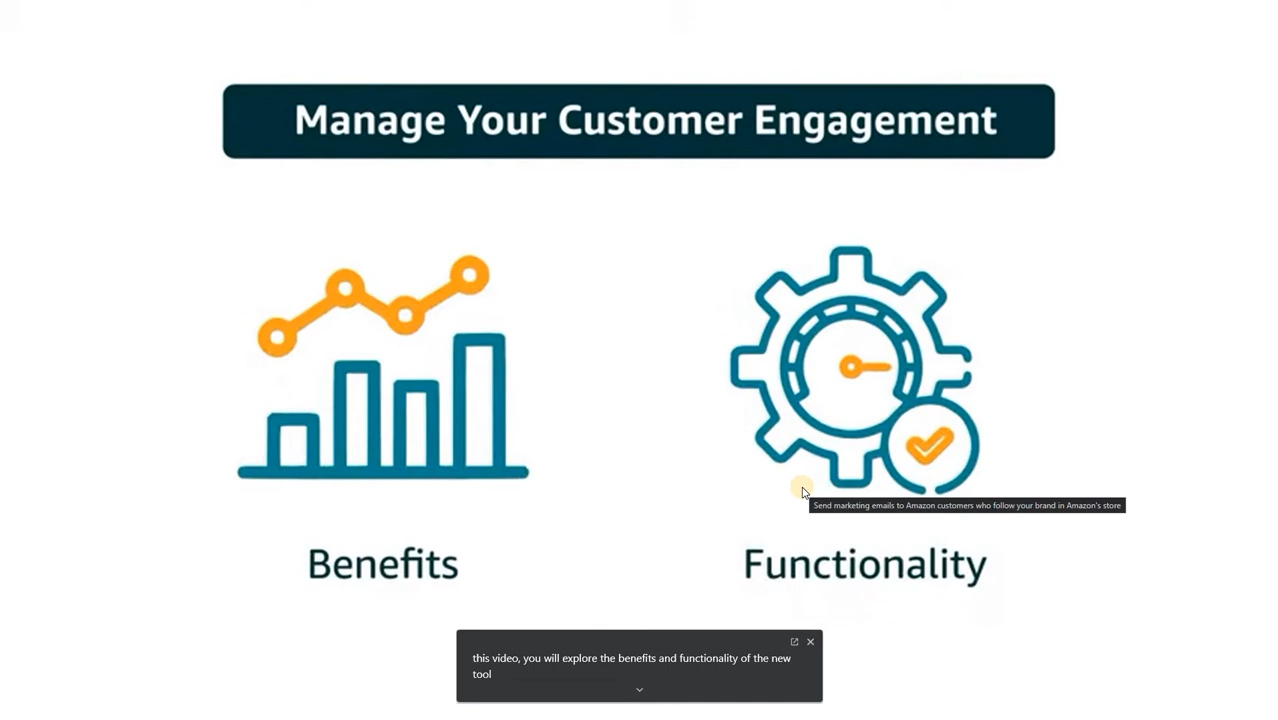 Manage Your Customer Engagement
Send marketing emails to Amazon customers who follow your brand in Amazon's store
Benefits
Functionality
this video, you will explore the benefits and functionality of the new
tool